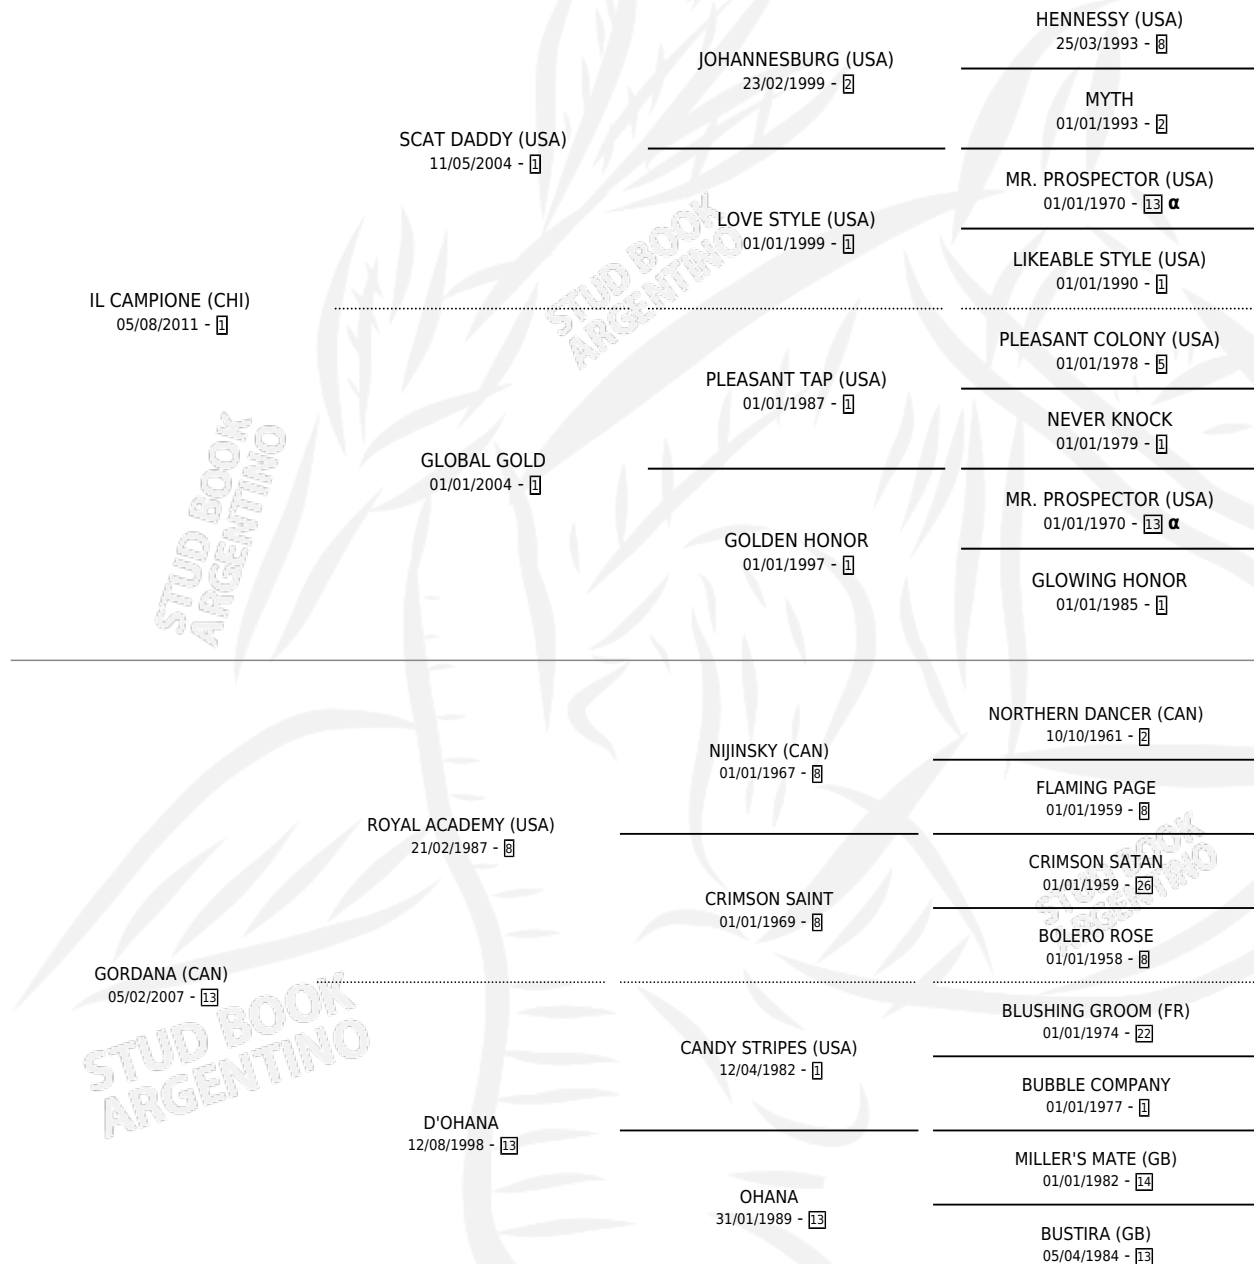 HENNESSY (USA)
25/03/1993 - 8
JOHANNESBURG (USA)
23/02/1999 - 2
MYTH
01/01/1993 - 2
SCAT DADDY (USA)
11/05/2004 - 1
MR. PROSPECTOR (USA)
01/01/1970 - 13 α
LOVE STYLE (USA)
01/01/1999 - 1
LIKEABLE STYLE (USA)
01/01/1990 - 1
IL CAMPIONE (CHI)
05/08/2011 - 1
PLEASANT COLONY (USA)
01/01/1978 - 5
PLEASANT TAP (USA)
01/01/1987 - 1
NEVER KNOCK
01/01/1979 - 1
GLOBAL GOLD
01/01/2004 - 1
MR. PROSPECTOR (USA)
01/01/1970 - 13 α
GOLDEN HONOR
01/01/1997 - 1
GLOWING HONOR
01/01/1985 - 1
NORTHERN DANCER (CAN)
10/10/1961 - 2
NIJINSKY (CAN)
01/01/1967 - 8
FLAMING PAGE
01/01/1959 - 8
ROYAL ACADEMY (USA)
21/02/1987 - 8
CRIMSON SATAN
01/01/1959 - 26
CRIMSON SAINT
01/01/1969 - 8
BOLERO ROSE
01/01/1958 - 8
GORDANA (CAN)
05/02/2007 - 13
BLUSHING GROOM (FR)
01/01/1974 - 22
CANDY STRIPES (USA)
12/04/1982 - 1
BUBBLE COMPANY
01/01/1977 - 1
D'OHANA
12/08/1998 - 13
MILLER'S MATE (GB)
01/01/1982 - 14
OHANA
31/01/1989 - 13
BUSTIRA (GB)
05/04/1984 - 13
STUD BOOK
ARGENTINO
STUD BOOK
ARGENTINO
STUD BOOK
ARGENTINO
STUD BOOK
ARGENTINO